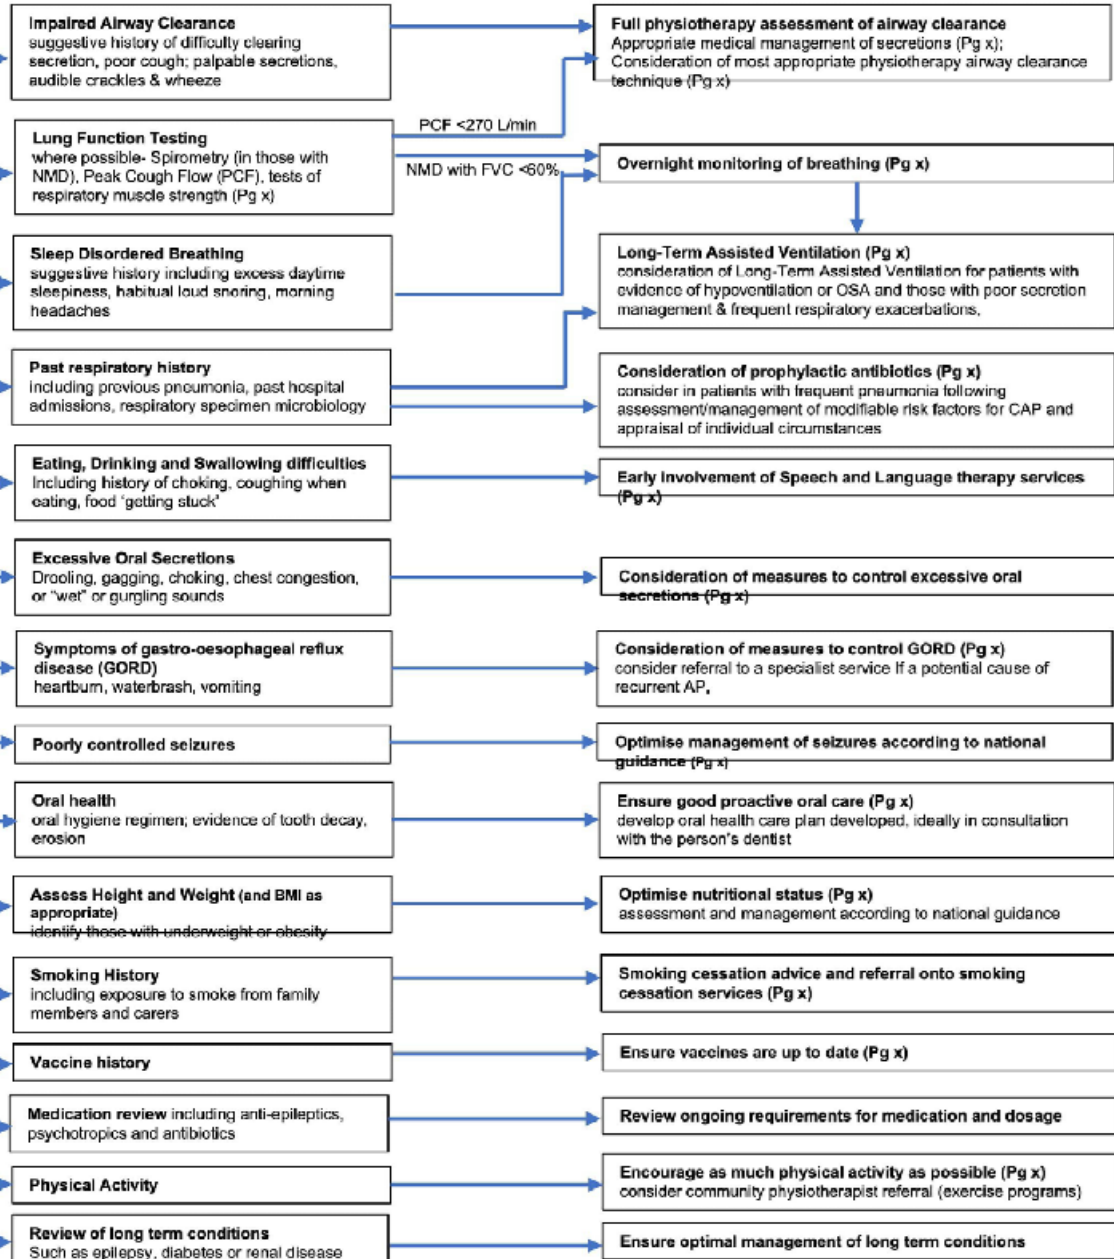 Impaired Airway Clearance
suggestive history of difficulty clearing
secretion, poor cough; palpable secretions,
audible crackles & wheeze
Full physiotherapy assessment of airway clearance
Appropriate medical management of secretions (Pg x);
Consideration of most appropriate physiotherapy airway clearance
technique (Pg x)
PCF <270 L/min
Lung Function Testing
where possible- Spirometry (in those with
NMD), Peak Cough Flow (PCF), tests of
respiratory muscle strength (Pg x)
NMD with FVC <60%
Overnight monitoring of breathing (Pg x)
Sleep Disordered Breathing
suggestive history including excess daytime
sleepiness, habitual loud snoring, morning
headaches
Long-Term Assisted Ventilation (Pg x)
consideration of Long-Term Assisted Ventilation for patients with
evidence of hypoventilation or OSA and those with poor secretion
management & frequent respiratory exacerbations,
Past respiratory history
including previous pneumonia, past hospital
admissions, respiratory specimen microbiology
Consideration of prophylactic antibiotics (Pg x)
consider in patients with frequent pneumonia following
assessment/management of modifiable risk factors for CAP and
appraisal of individual circumstances
Eating, Drinking and Swallowing difficulties
Including history of choking, coughing when
eating, food ‘getting stuck’
Early involvement of Speech and Language therapy services
(Pg x)
Excessive Oral Secretions
Drooling, gagging, choking, chest congestion,
or “wet” or gurgling sounds
Consideration of measures to control excessive oral
secretions (Pg x)
Symptoms of gastro-oesophageal reflux
disease (GORD)
heartburn, waterbrash, vomiting
Consideration of measures to control GORD (Pg x)
consider referral to a specialist service If a potential cause of
recurrent AP,
Poorly controlled seizures
Optimise management of seizures according to national
guidance (Pg x)
Oral health
oral hygiene regimen; evidence of tooth decay,
erosion
Ensure good proactive oral care (Pg x)
develop oral health care plan developed, ideally in consultation
with the person's dentist
Assess Height and Weight (and BMI as
appropriate)
identify those with underweight or obesity
Optimise nutritional status (Pg x)
assessment and management according to national guidance
Smoking History
including exposure to smoke from family
members and carers
Smoking cessation advice and referral onto smoking
cessation services (Pg x)
Vaccine history
Ensure vaccines are up to date (Pg x)
Medication review including anti-epileptics,
psychotropics and antibiotics
Review ongoing requirements for medication and dosage
Physical Activity
Encourage as much physical activity as possible (Pg x)
consider community physiotherapist referral (exercise programs)
Review of long term conditions
Such as epilepsy, diabetes or renal disease
Ensure optimal management of long term conditions